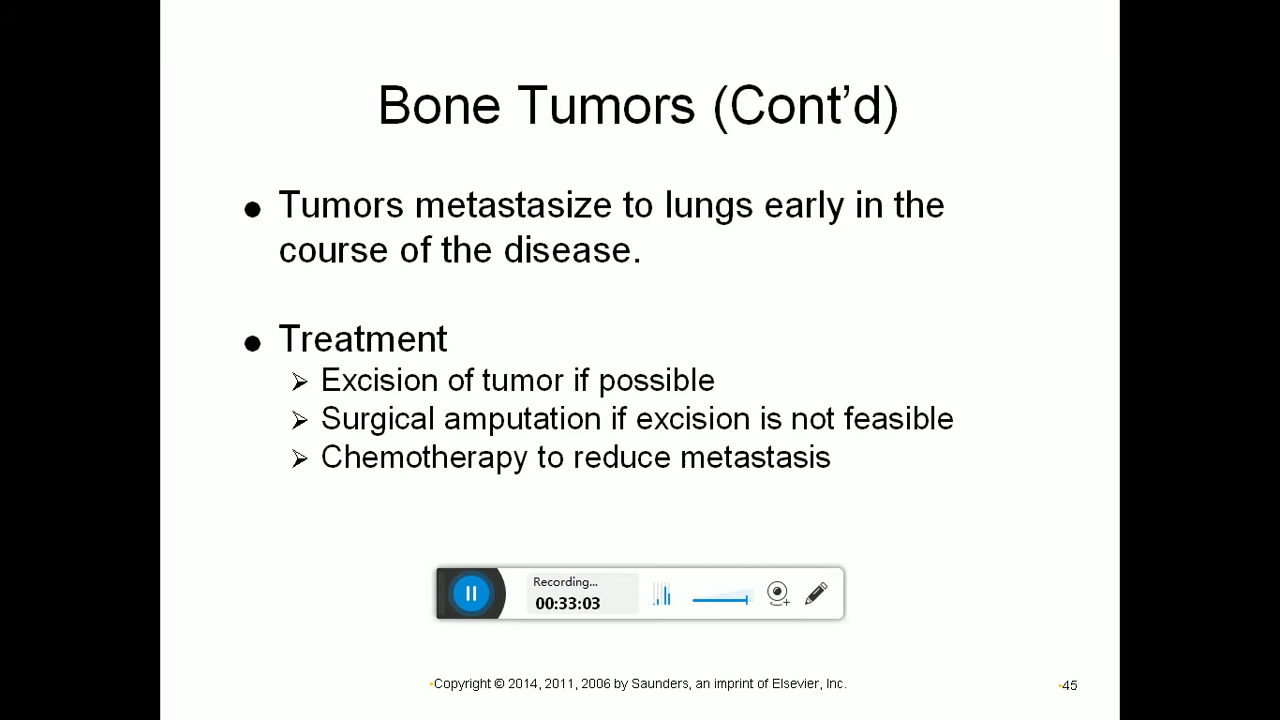 Bone Tumors (Cont’d)
● Tumors metastasize to lungs early in the
course of the disease.
● Treatment
➢ Excision of tumor if possible
➢ Surgical amputation if excision is not feasible
➢ Chemotherapy to reduce metastasis
Recording...
00:33:03
•Copyright © 2014, 2011, 2006 by Saunders, an imprint of Elsevier, Inc.
•45